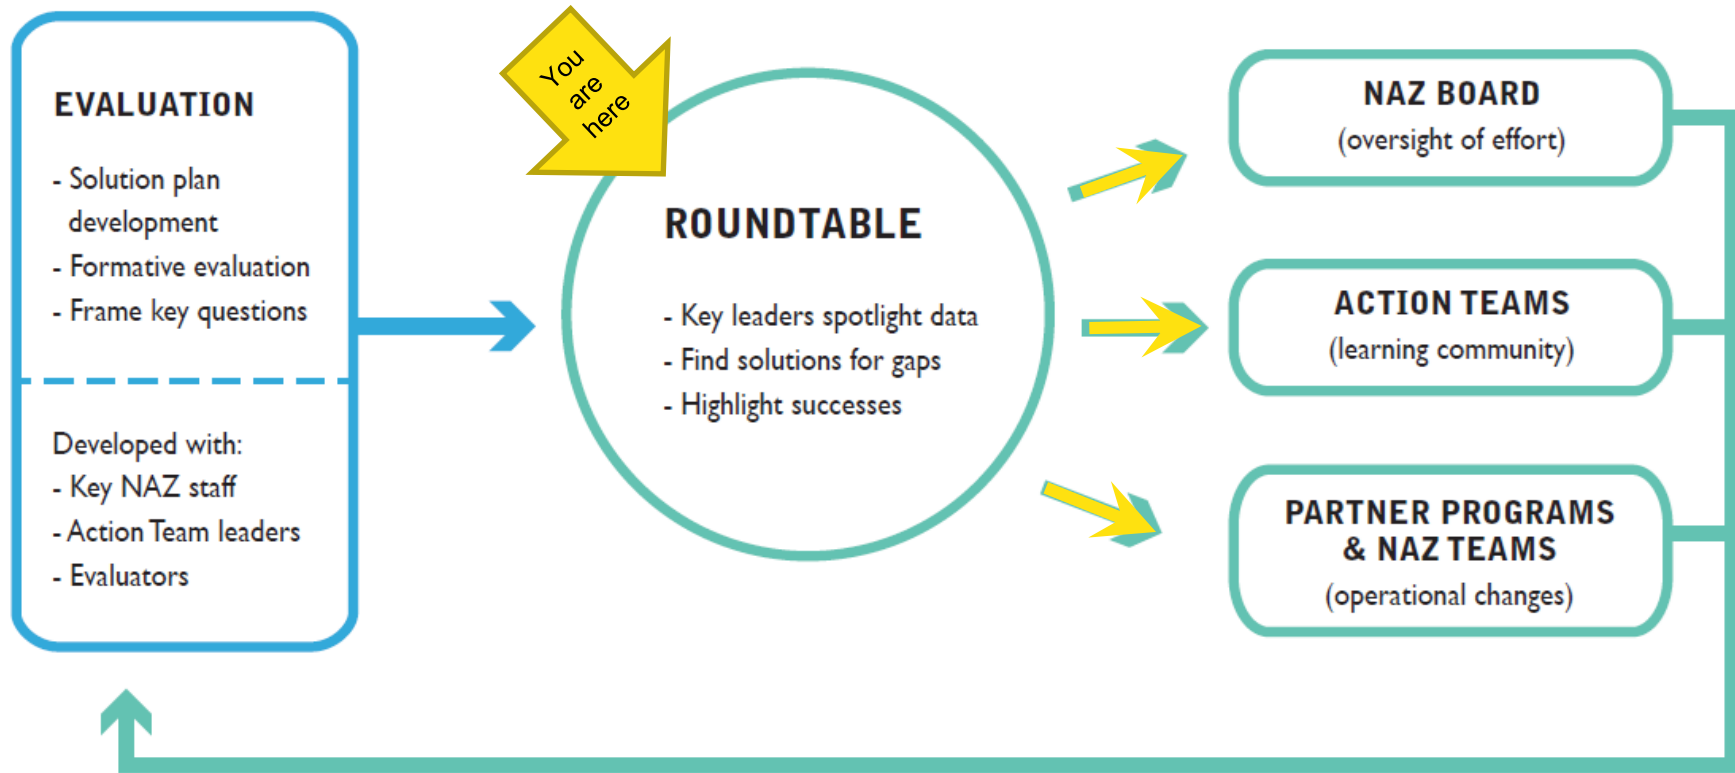 EVALUATION
- Solution plan
development
- Formative evaluation
- Frame key questions
Developed with:
- Key NAZ staff
- Action Team leaders
- Evaluators
You
are
here
ROUNDTABLE
- Key leaders spotlight data
- Find solutions for gaps
- Highlight successes
NAZ BOARD
(oversight of effort)
ACTION TEAMS
(learning community)
PARTNER PROGRAMS
& NAZ TEAMS
(operational changes)